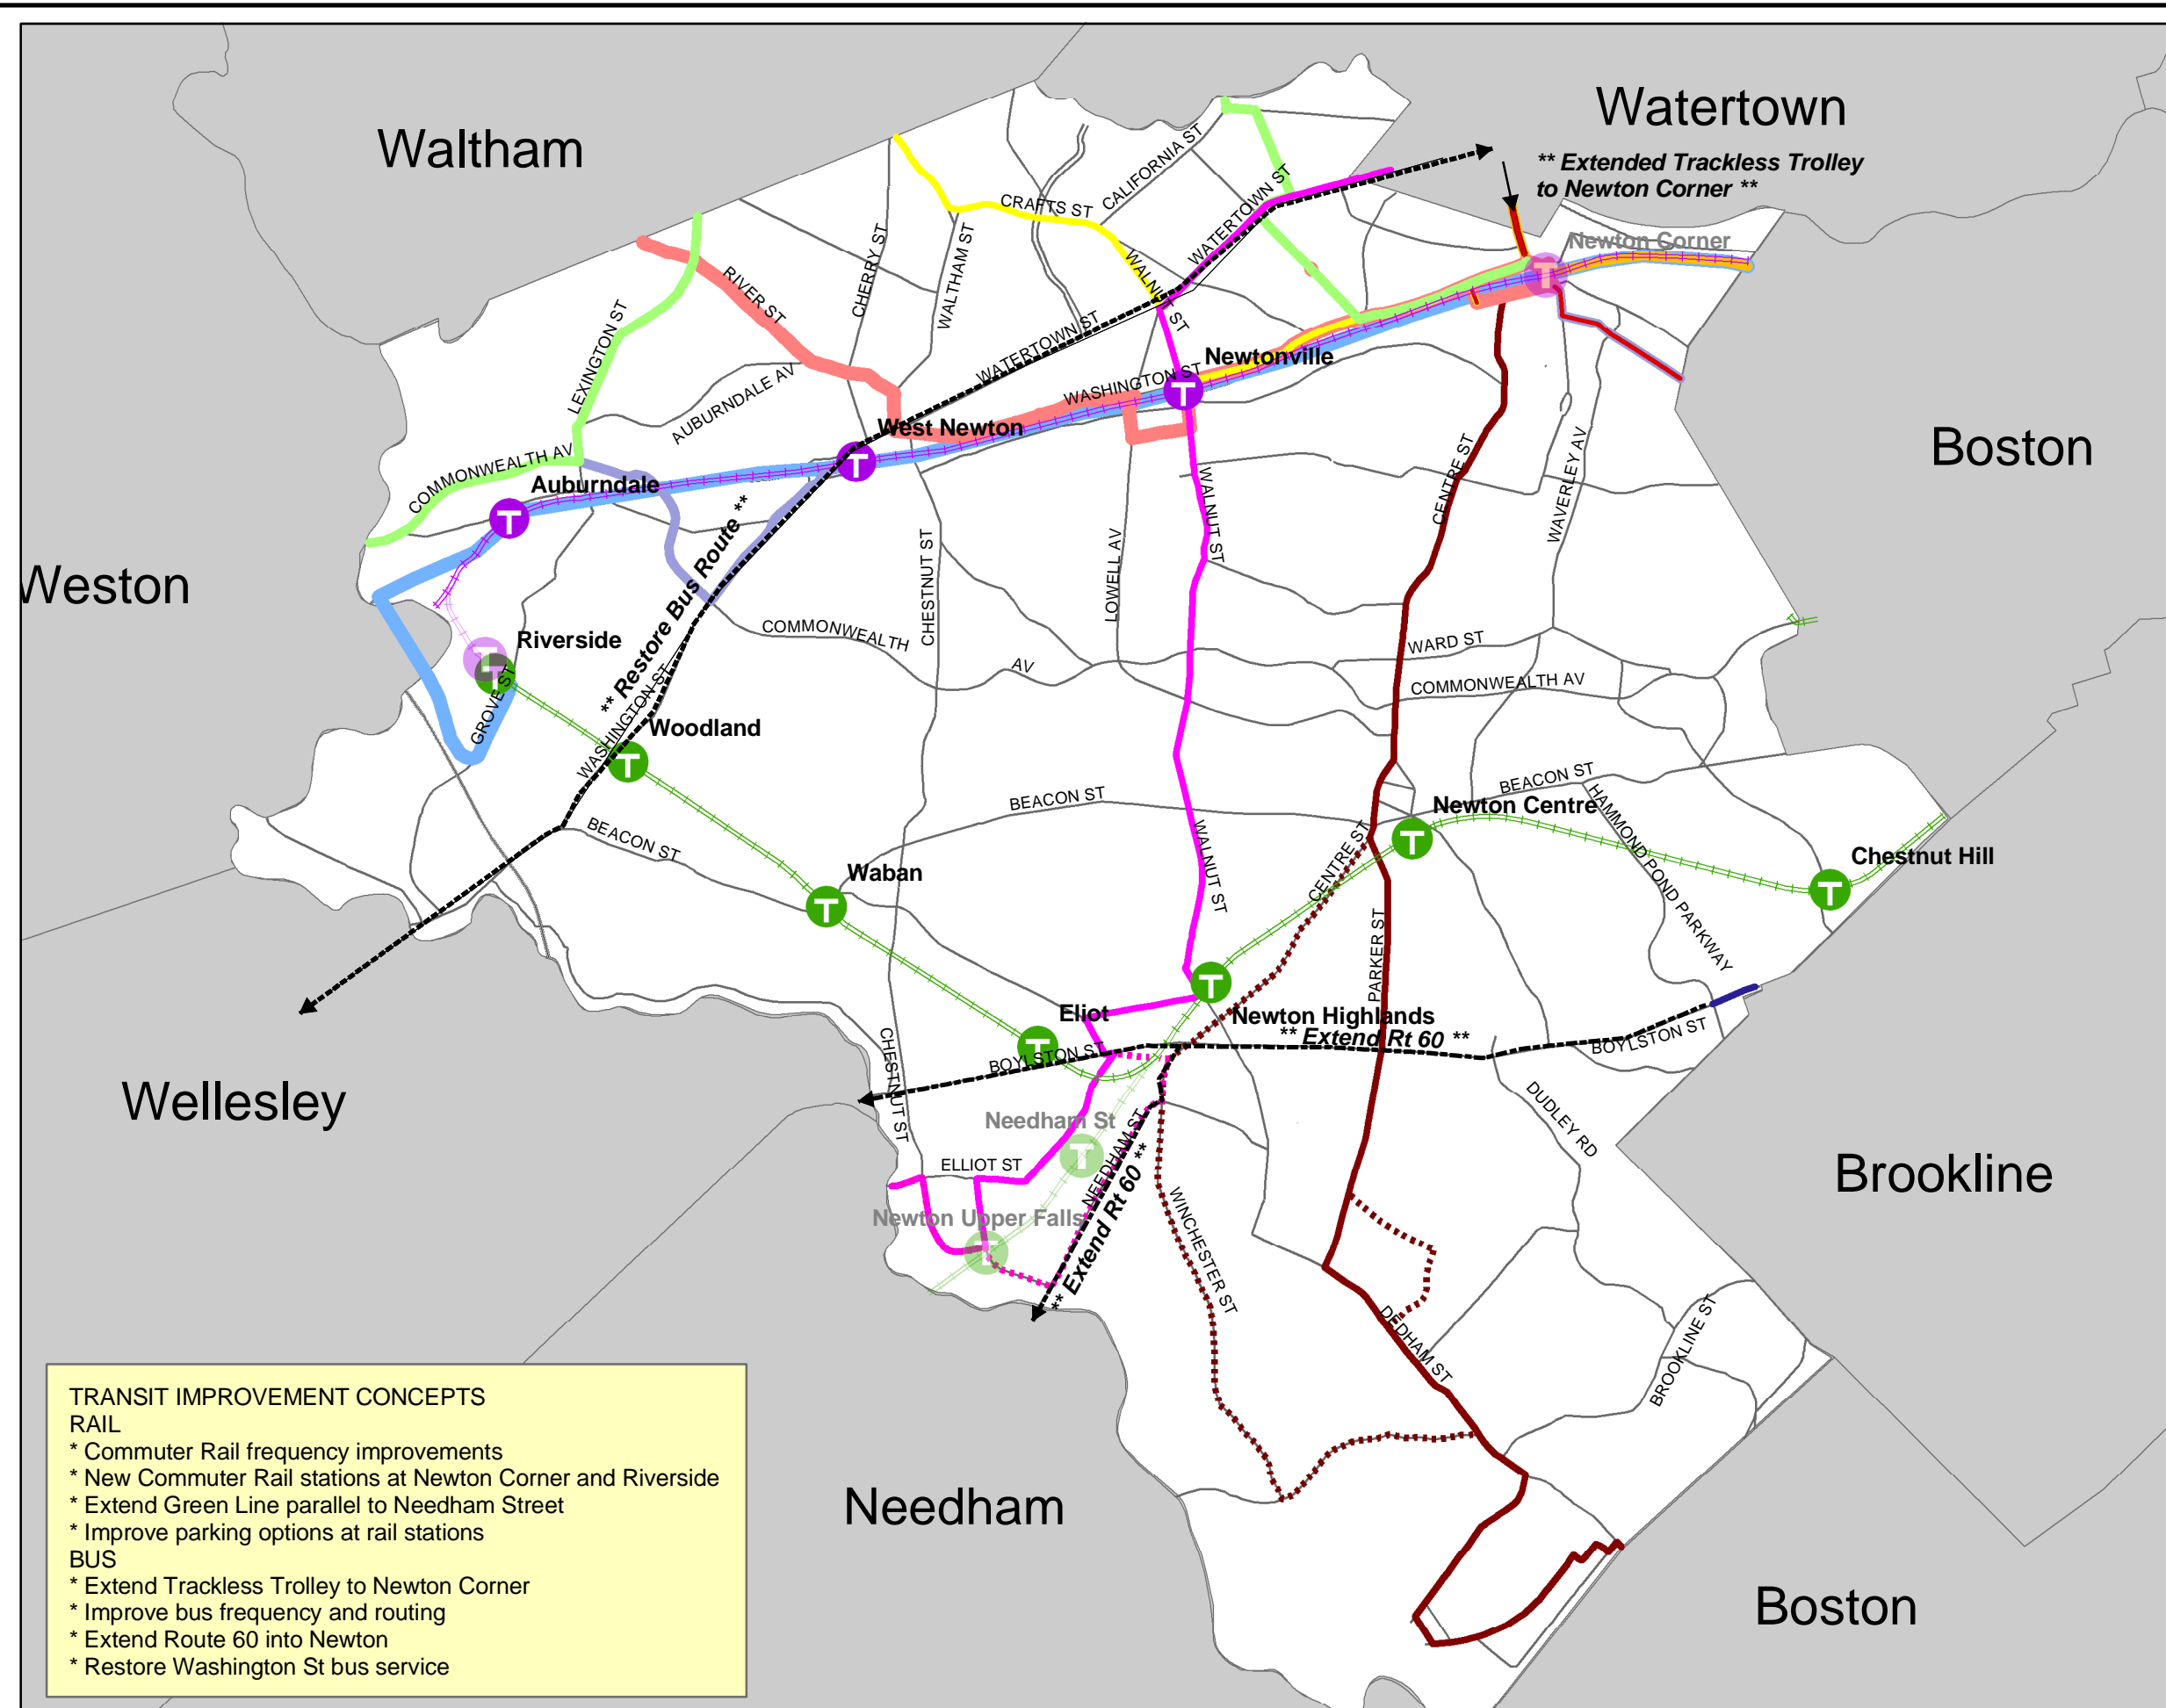 Waltham
Watertown
** Extended Trackless Trolley
to Newton Corner **
Newton Corner
CALIFORNIA ST
CRAFTS ST
WATERTOWN ST
CHERRY ST
WALTHAM ST
WALNUT ST
RIVER ST
LEXINGTON ST
WATERTOWN ST
Newtonville
AUBURNDALE AV
WASHINGTON ST
West Newton
Boston
COMMONWEALTH AV
Auburndale
CENTRE ST
WAVERLEY AV
WALNUT ST
Weston
** Restore Bus Route **
CHESTNUT ST
LOWELL AV
Riverside
COMMONWEALTH
AV
WARD ST
COMMONWEALTH AV
GROVE ST
WASHINGTON ST
Woodland
BEACON ST
BEACON ST
Newton Centre
HAMMOND POND PARKWAY
BEACON ST
Waban
WALNUT ST
CENTRE ST
Chestnut Hill
PARKER ST
Eliot
Newton Highlands
** Extend Rt 60 **
BOYLSTON ST
BOYLSTON ST
CHESTNUT ST
Wellesley
Needham St
NEEDHAM ST
DUDLEY RD
ELLIOT ST
Brookline
Newton Upper Falls
** Extend Rt 60 **
WINCHESTER ST
DEDHAM ST
BROOKLINE ST
Needham
Boston
TRANSIT IMPROVEMENT CONCEPTS
RAIL
* Commuter Rail frequency improvements
* New Commuter Rail stations at Newton Corner and Riverside
* Extend Green Line parallel to Needham Street
* Improve parking options at rail stations
BUS
* Extend Trackless Trolley to Newton Corner
* Improve bus frequency and routing
* Extend Route 60 into Newton
* Restore Washington St bus service
T
T
T
T
T
T
T
T
T
T
T
T
T
T